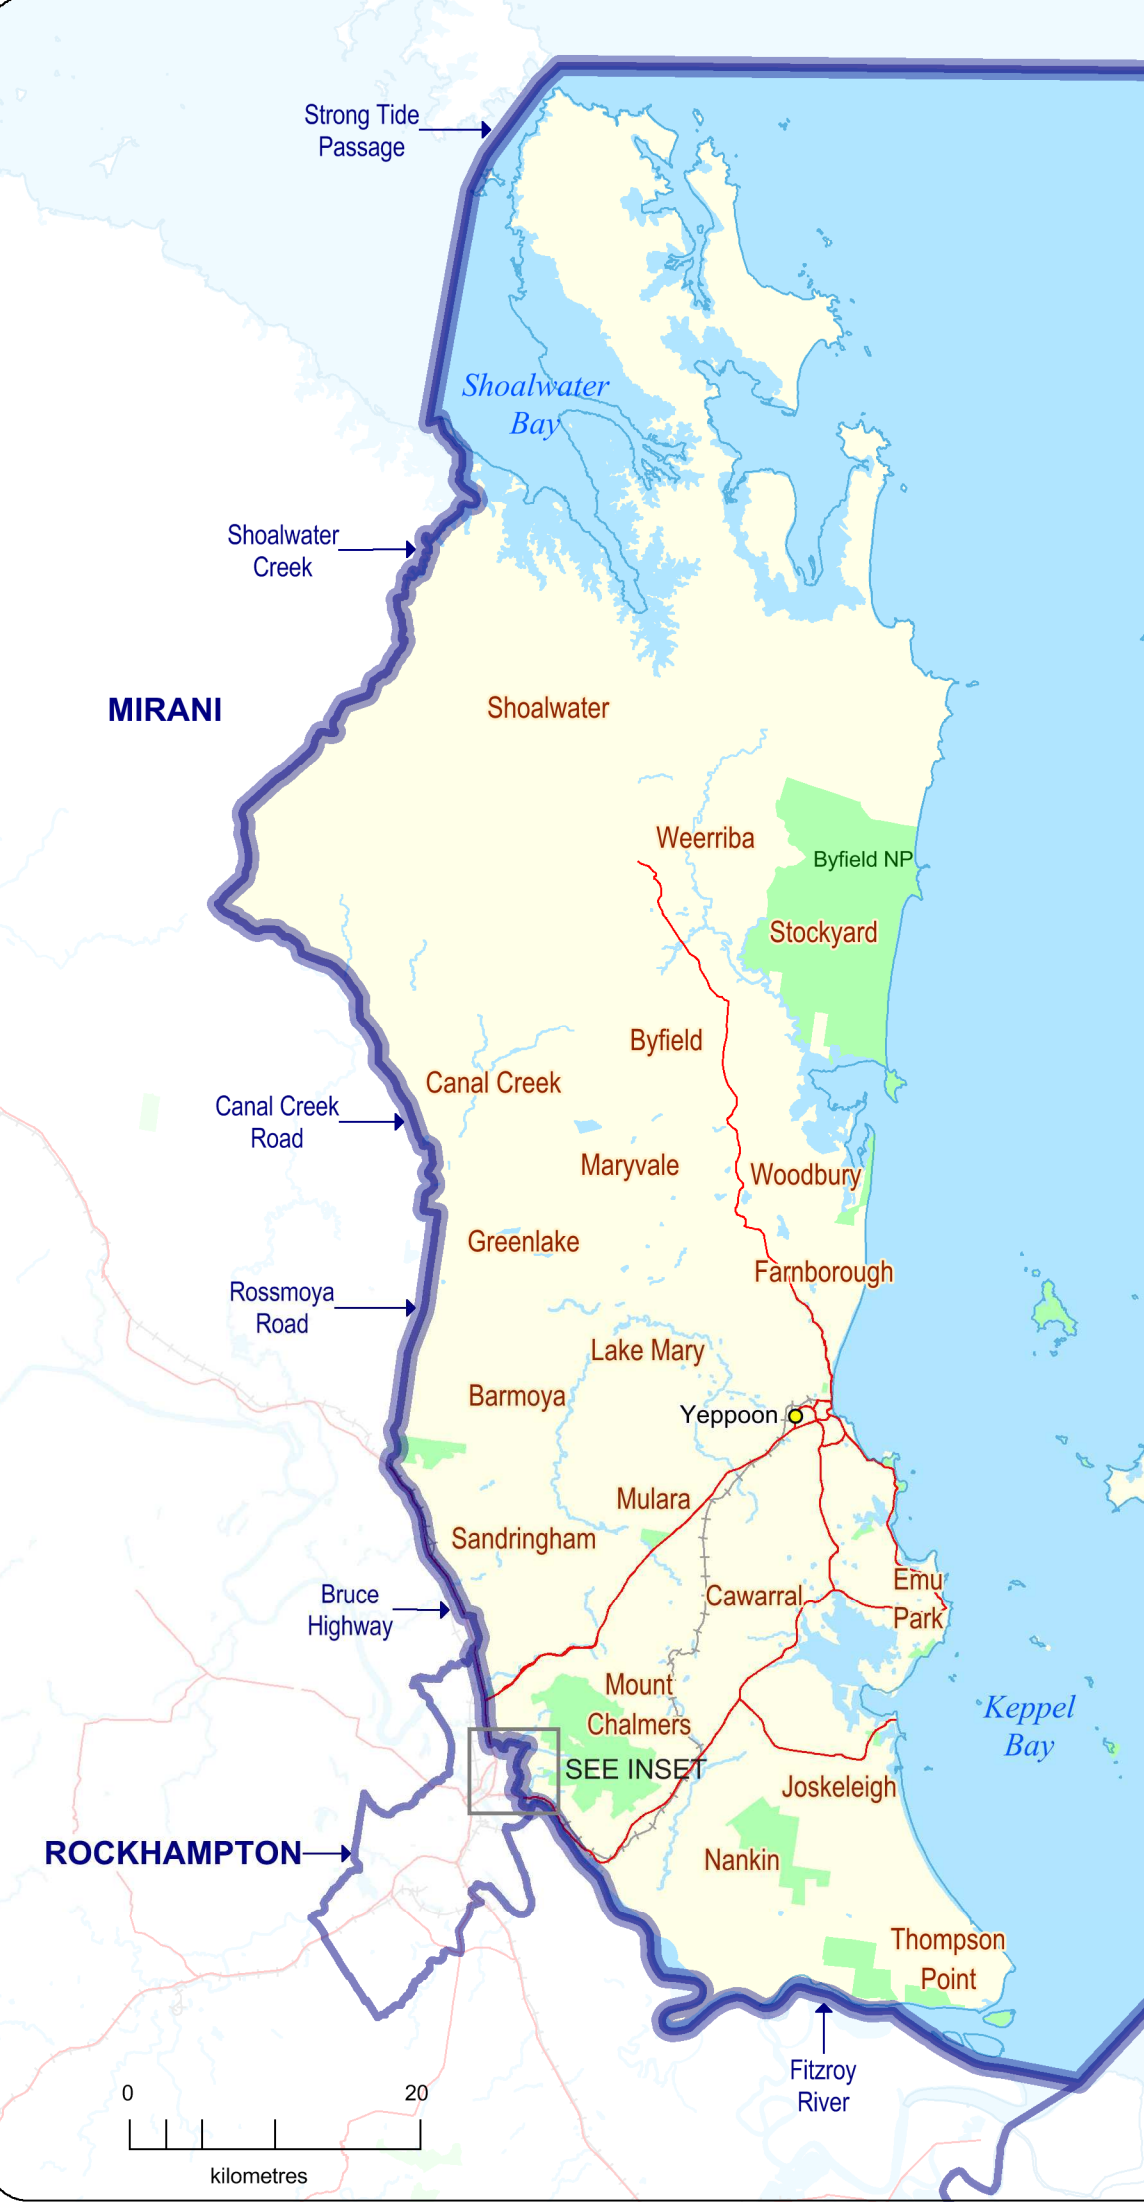 Strong Tide
Passage
Shoalwater
Bay
Shoalwater
Creek
MIRANI
Shoalwater
Weerriba
Byfield NP
Stockyard
Byfield
Canal Creek
Canal Creek
Road
Maryvale
Woodbury
Greenlake
Farnborough
Rossmoya
Road
Lake Mary
Barmoya
Yeppoon
Mulara
Sandringham
Emu
Park
Cawarral
Bruce
Highway
Mount
Chalmers
Keppel
Bay
SEE INSET
Joskeleigh
ROCKHAMPTON
Nankin
Thompson
Point
Fitzroy
River
0 20
kilometres